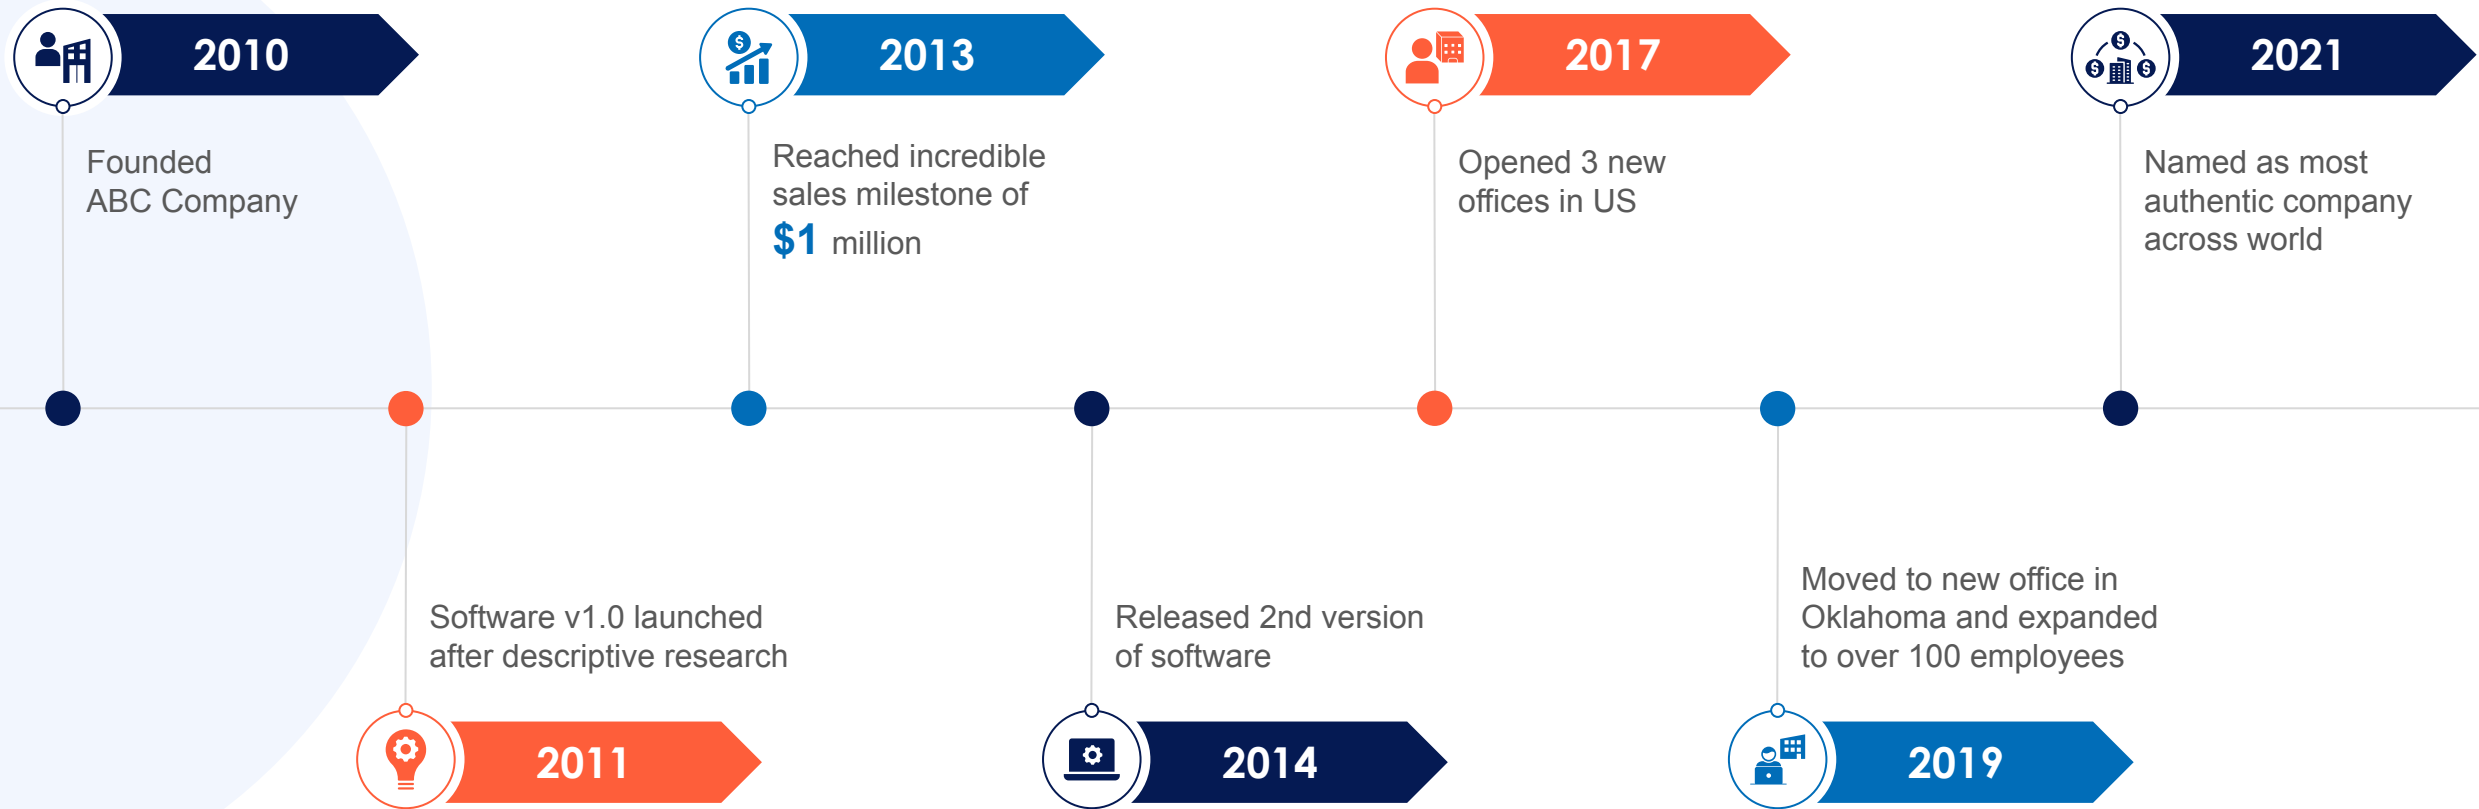 2010
Founded
ABC Company
2011
Software v1.0 launched
after descriptive research
2013
Reached incredible
sales milestone of
$1 million
2014
Released 2nd version
of software
2017
Opened 3 new
offices in US
2019
Moved to new office in
Oklahoma and expanded
to over 100 employees
2021
Named as most
authentic company
across world